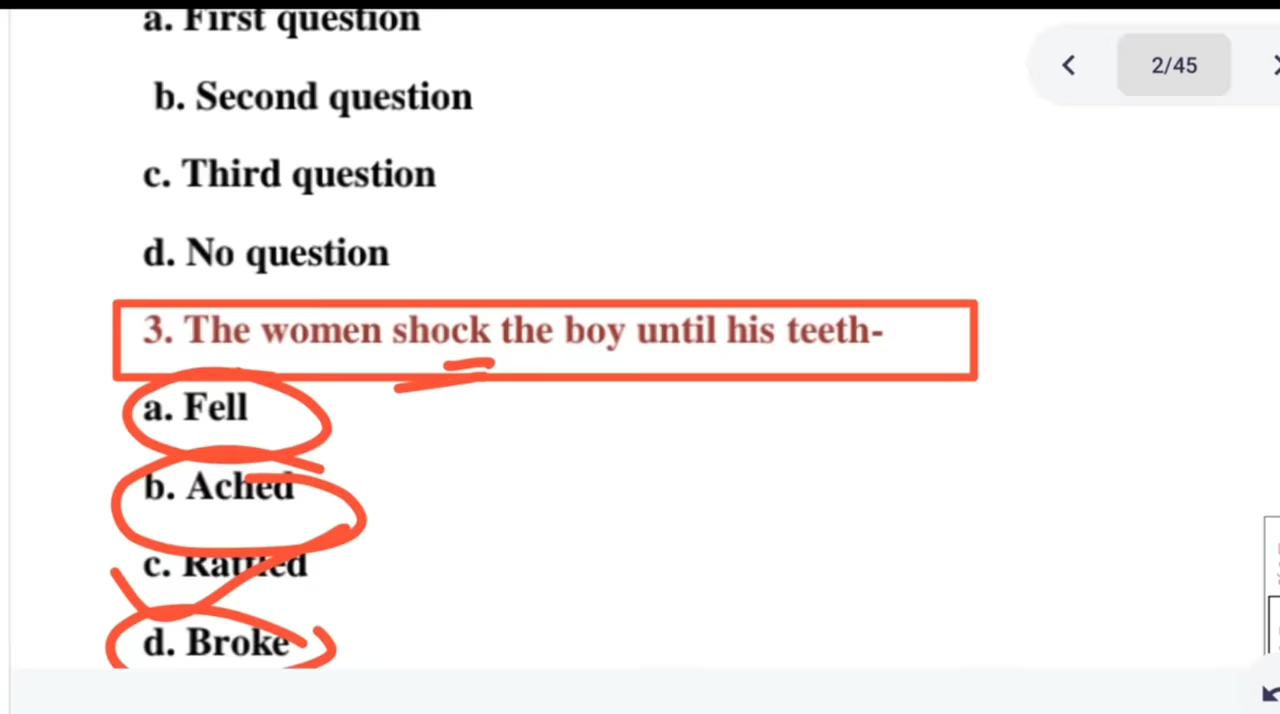 a. First question
2/45
b. Second question
c. Third question
d. No question
3. The women shock the boy until his teeth-
a. Fell
b. Ached
c. Rattled
d. Broke